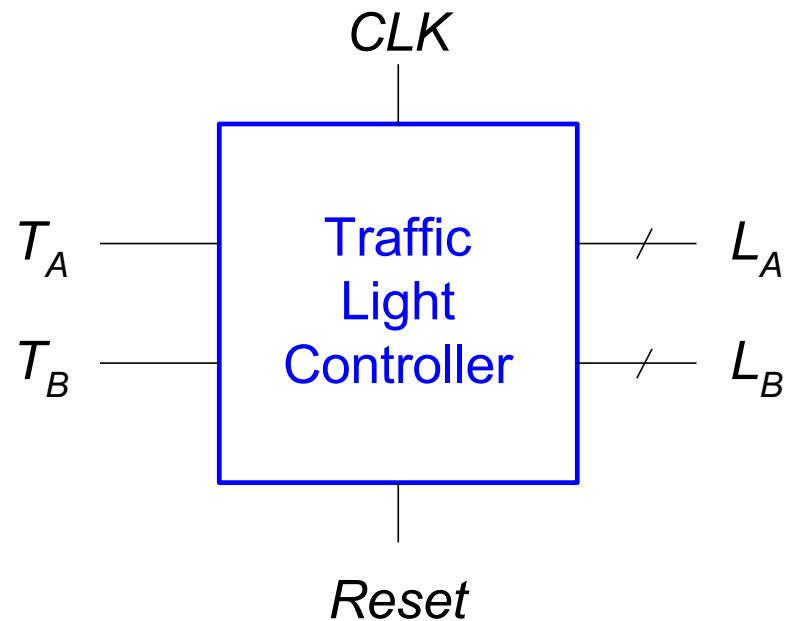 CLK
T_A
Traffic
Light
Controller
L_A
T_B
L_B
Reset